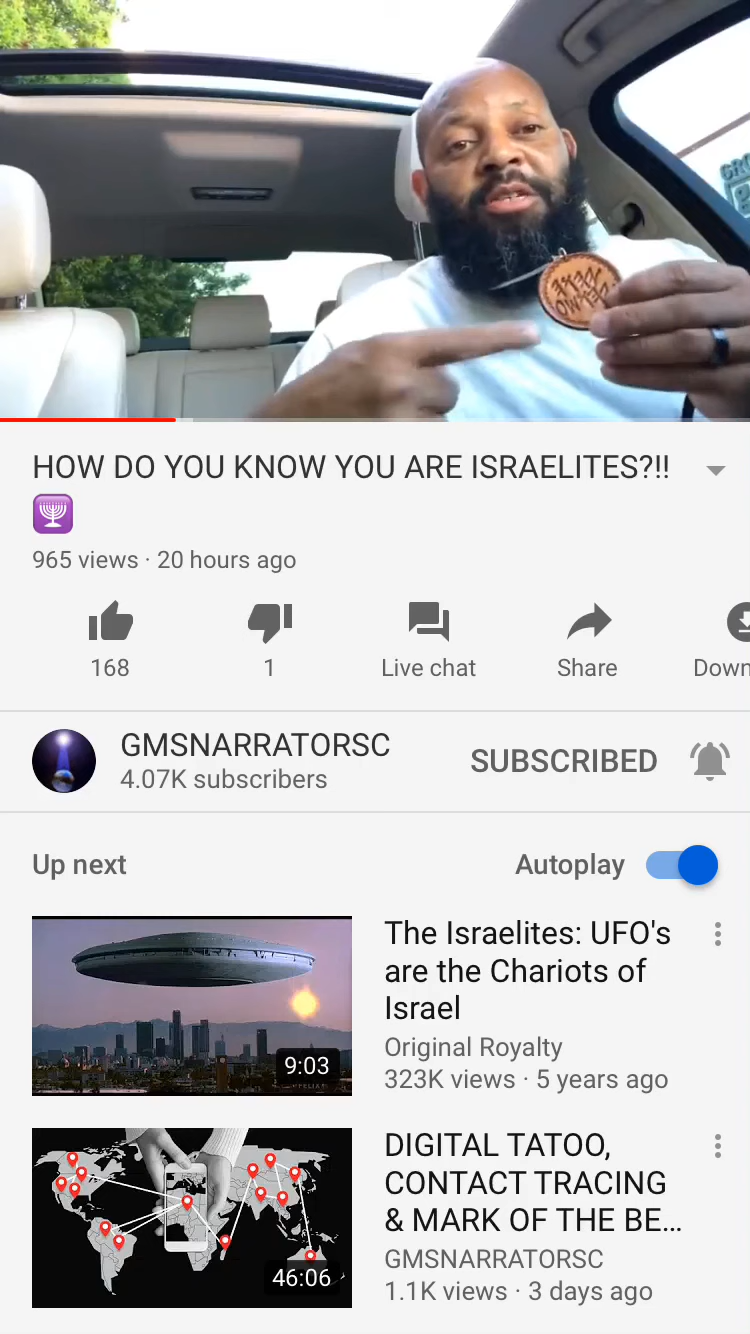 HOW DO YOU KNOW YOU ARE ISRAELITES?!!
965 views · 20 hours ago
168
1
Live chat
Share
Down
GMSNARRATORSC
4.07K subscribers
SUBSCRIBED
Up next
Autoplay
The Israelites: UFO's
are the Chariots of
Israel
Original Royalty
323K views · 5 years ago
9:03
DIGITAL TATOO,
CONTACT TRACING
& MARK OF THE BE...
GMSNARRATORSC
1.1K views · 3 days ago
46:06